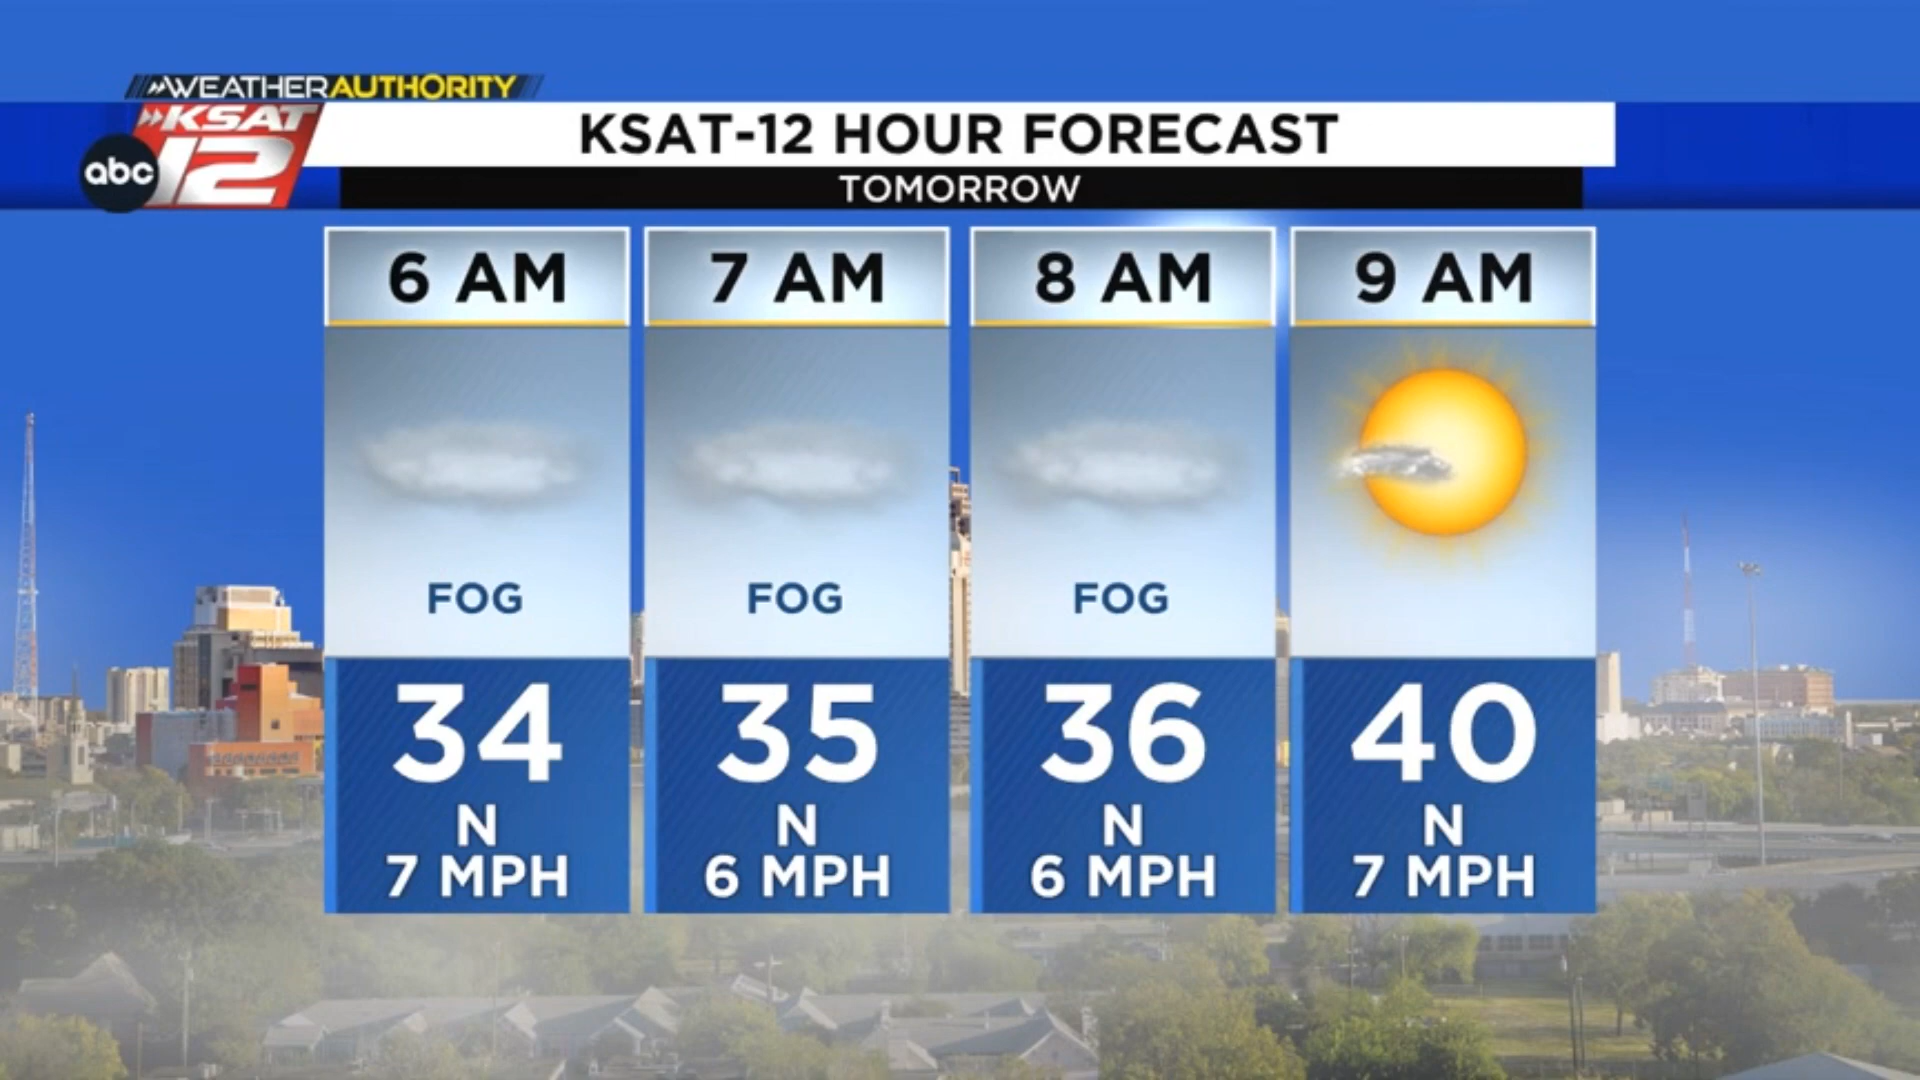 WEATHERAUTHORITY
KSAT
abc 12
KSAT-12 HOUR FORECAST
TOMORROW
6 AM
FOG
34
N
7 MPH
7 AM
FOG
35
N
6 MPH
8 AM
FOG
36
N
6 MPH
9 AM
40
N
7 MPH